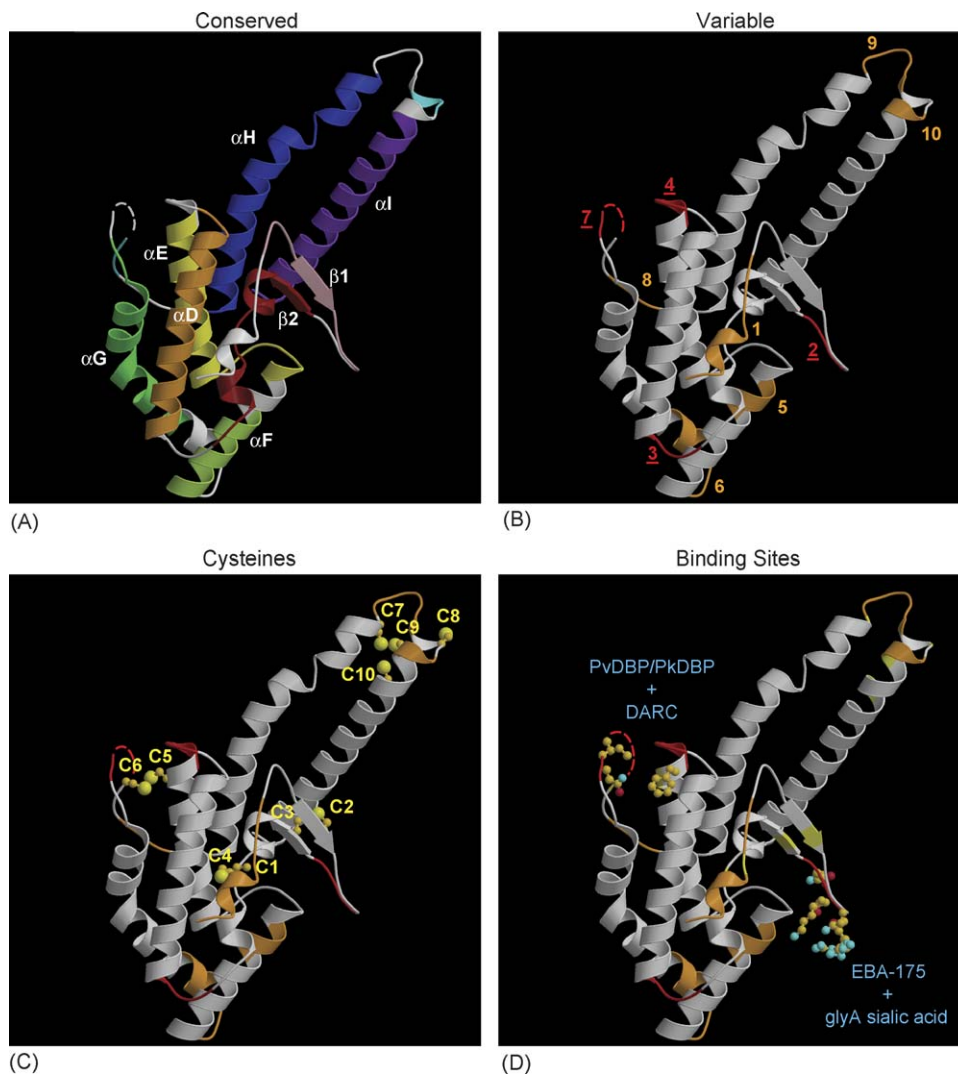 Conserved
αH
αI
αE
β1
αD
β2
αG
αF
(A)
Variable
9
10
4
7
8
1
2
5
3
6
(B)
Cysteines
C7
C8
C9
C10
C5
C6
C3
C2
C4
C1
(C)
Binding Sites
PvDBP/PkDBP
+
DARC
EBA-175
+
glyA sialic acid
(D)